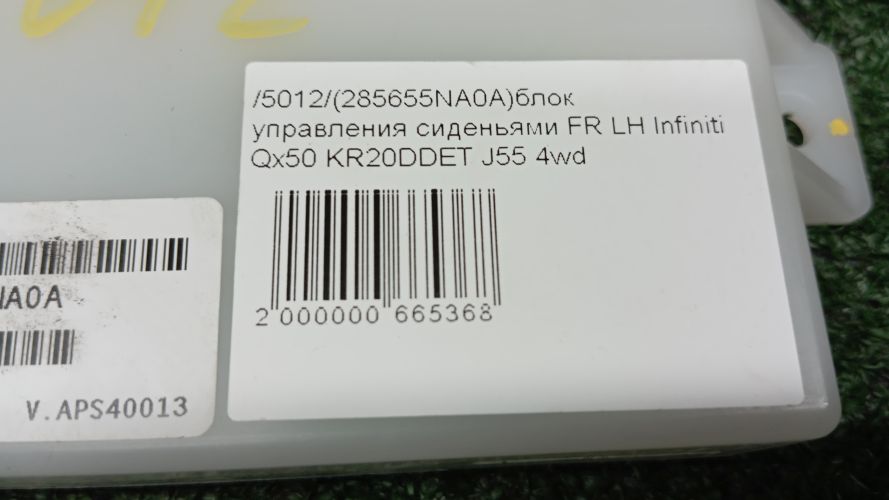 /5012/(285655NA0A)блок
управления сиденьями FR LH Infiniti
Qx50 KR20DDET J55 4wd
2 000000 665368
NA0A
V.APS40013